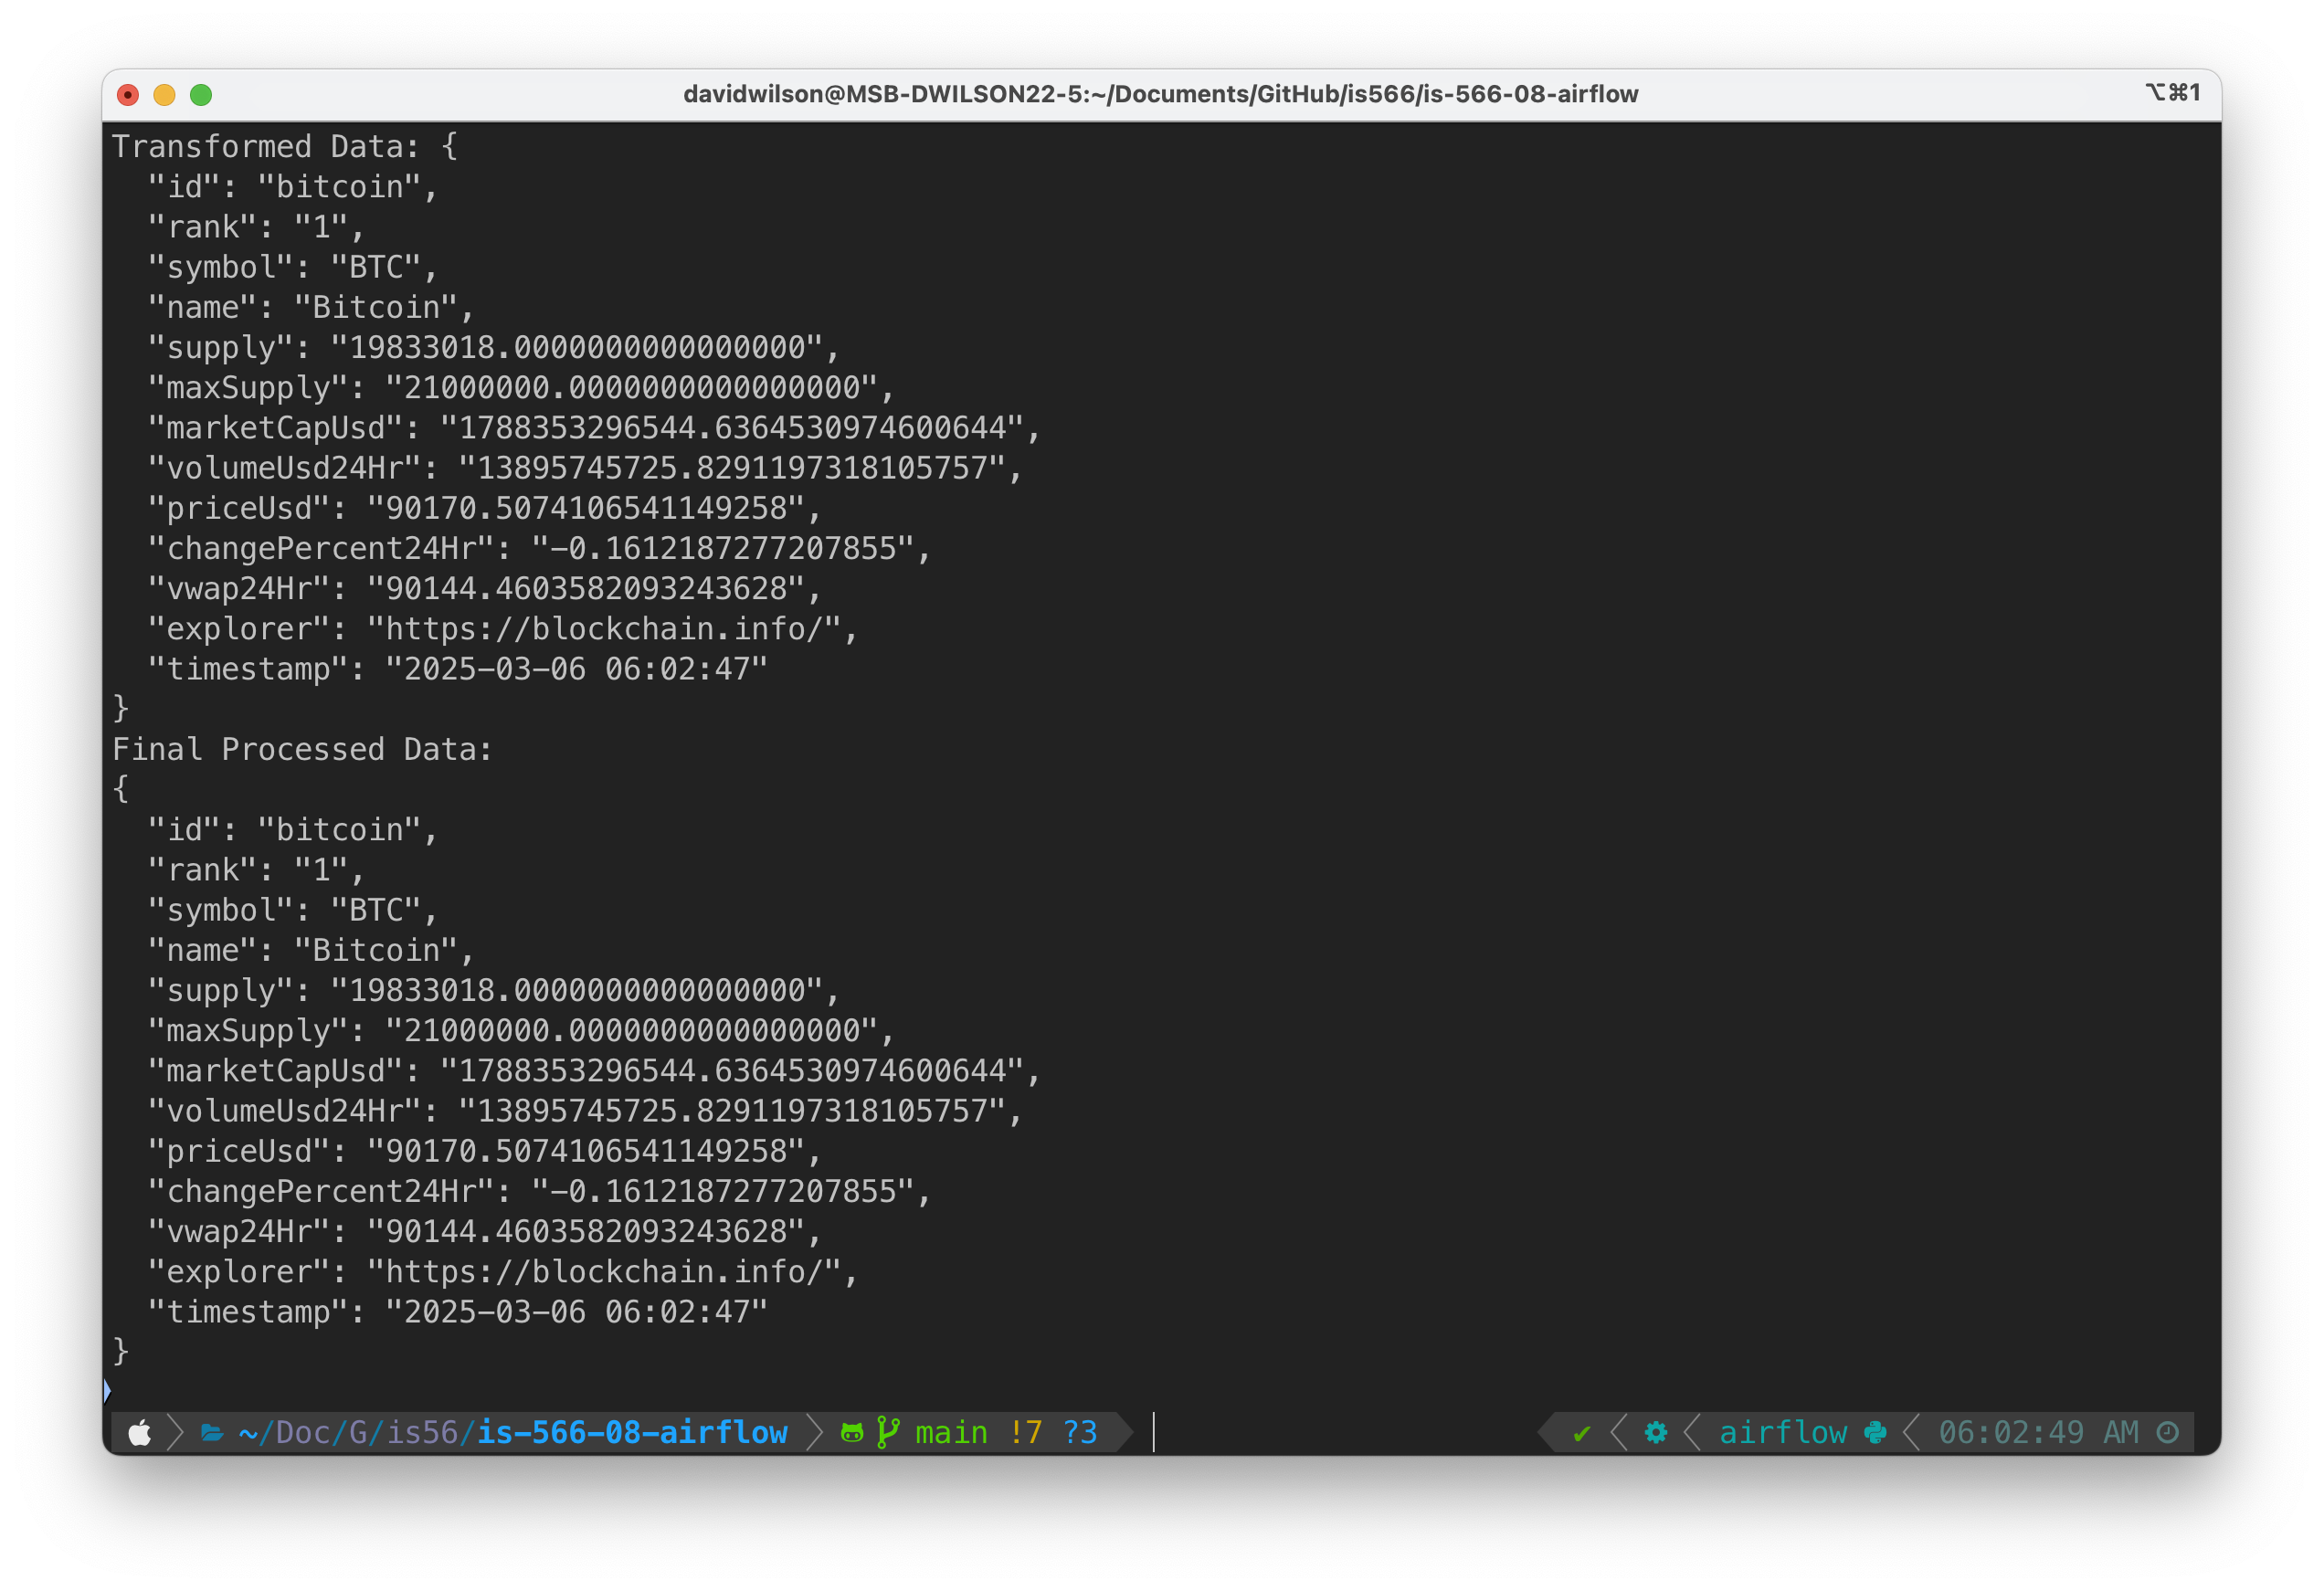 davidwilson@MSB-DWILSON22-5:~/Documents/GitHub/is566/is-566-08-airflow ⌥⌘1
Transformed Data: {
  "id": "bitcoin",
  "rank": "1",
  "symbol": "BTC",
  "name": "Bitcoin",
  "supply": "19833018.0000000000000000",
  "maxSupply": "21000000.0000000000000000",
  "marketCapUsd": "1788353296544.6364530974600644",
  "volumeUsd24Hr": "13895745725.8291197318105757",
  "priceUsd": "90170.5074106541149258",
  "changePercent24Hr": "-0.1612187277207855",
  "vwap24Hr": "90144.4603582093243628",
  "explorer": "https://blockchain.info/",
  "timestamp": "2025-03-06 06:02:47"
}
Final Processed Data:
{
  "id": "bitcoin",
  "rank": "1",
  "symbol": "BTC",
  "name": "Bitcoin",
  "supply": "19833018.0000000000000000",
  "maxSupply": "21000000.0000000000000000",
  "marketCapUsd": "1788353296544.6364530974600644",
  "volumeUsd24Hr": "13895745725.8291197318105757",
  "priceUsd": "90170.5074106541149258",
  "changePercent24Hr": "-0.1612187277207855",
  "vwap24Hr": "90144.4603582093243628",
  "explorer": "https://blockchain.info/",
  "timestamp": "2025-03-06 06:02:47"
}
~/Doc/G/is56/is-566-08-airflow main !7 ?3 ✔ airflow 06:02:49 AM